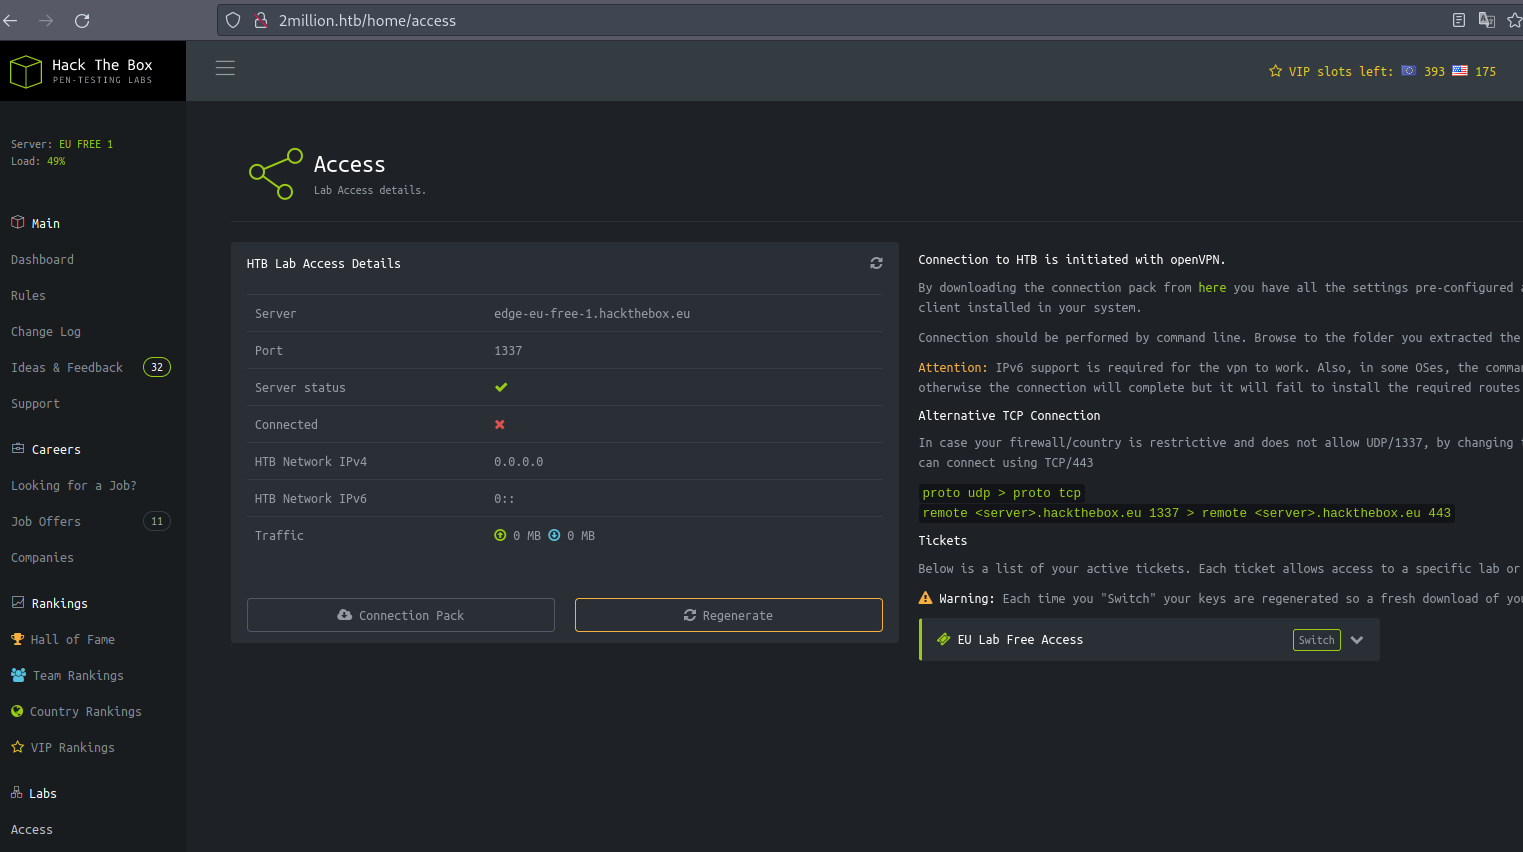 2million.htb/home/access
Hack The Box
PEN-TESTING LABS
VIP slots left: 393 175
Server: EU FREE 1
Load: 49%
Main
Dashboard
Rules
Change Log
Ideas & Feedback 32
Support
Careers
Looking for a Job?
Job Offers 11
Companies
Rankings
Hall of Fame
Team Rankings
Country Rankings
VIP Rankings
Labs
Access
Access
Lab Access details.
HTB Lab Access Details
Server edge-eu-free-1.hackthebox.eu
Port 1337
Server status
Connected
HTB Network IPv4 0.0.0.0
HTB Network IPv6 0::
Traffic 0 MB 0 MB
Connection Pack Regenerate
Connection to HTB is initiated with openVPN.
By downloading the connection pack from here you have all the settings pre-configured
client installed in your system.
Connection should be performed by command line. Browse to the folder you extracted the
Attention: IPv6 support is required for the vpn to work. Also, in some OSes, the
otherwise the connection will complete but it will fail to install the required routes
Alternative TCP Connection
In case your firewall/country is restrictive and does not allow UDP/1337, by changing
can connect using TCP/443
proto udp > proto tcp
remote <server>.hackthebox.eu 1337 > remote <server>.hackthebox.eu 443
Tickets
Below is a list of your active tickets. Each ticket allows access to a specific lab or
Warning: Each time you "Switch" your keys are regenerated so a fresh download of
EU Lab Free Access Switch